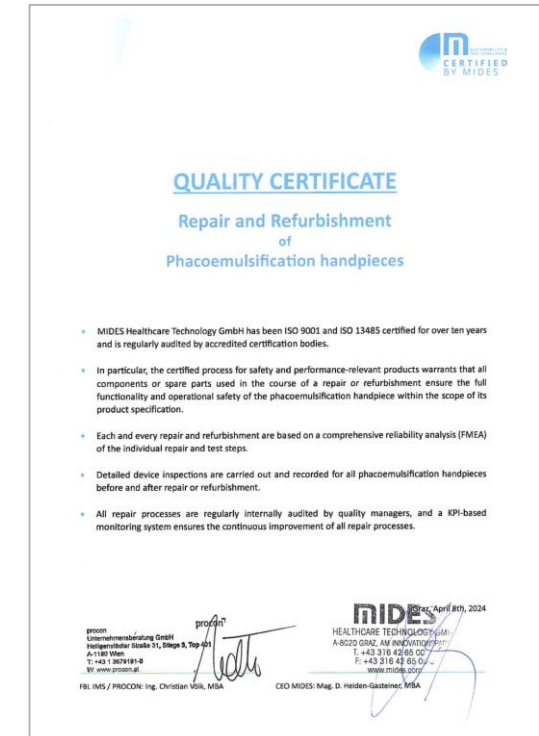 CERTIFIED
BY MIDES
QUALITY CERTIFICATE
Repair and Refurbishment
of
Phacoemulsification handpieces
MIDES Healthcare Technology GmbH has been ISO 9001 and ISO 13485 certified for over ten years
and is regularly audited by accredited certification bodies.
In particular, the certified process for safety and performance-relevant products warrants that all
components or spare parts used in the course of a repair or refurbishment ensure the full
functionality and operational safety of the phacoemulsification handpiece within the scope of its
product specification.
Each and every repair and refurbishment are based on a comprehensive reliability analysis (FMEA)
of the individual repair and test steps.
Detailed device inspections are carried out and recorded for all phacoemulsification handpieces
before and after repair or refurbishment.
All repair processes are regularly internally audited by quality managers, and a KPI-based
monitoring system ensures the continuous improvement of all repair processes.
procon
procon
Unternehmensberatung GmbH
Heiligenstädter Straße 31, Stiege 3, Top 401
A-1190 Wien
T: +43 1 3679191-0
W: www.procon.at
FBL IMS / PROCON: Ing. Christian Völk, MBA
Graz, April 8th, 2024
MIDES
HEALTHCARE TECHNOLOGY
A-8020 GRAZ, AM
T. +43 316 42 65 00
F: +43 316 42 65
www.mides.com
CEO MIDES: Mag. D. Heiden-Gasteiner, MBA